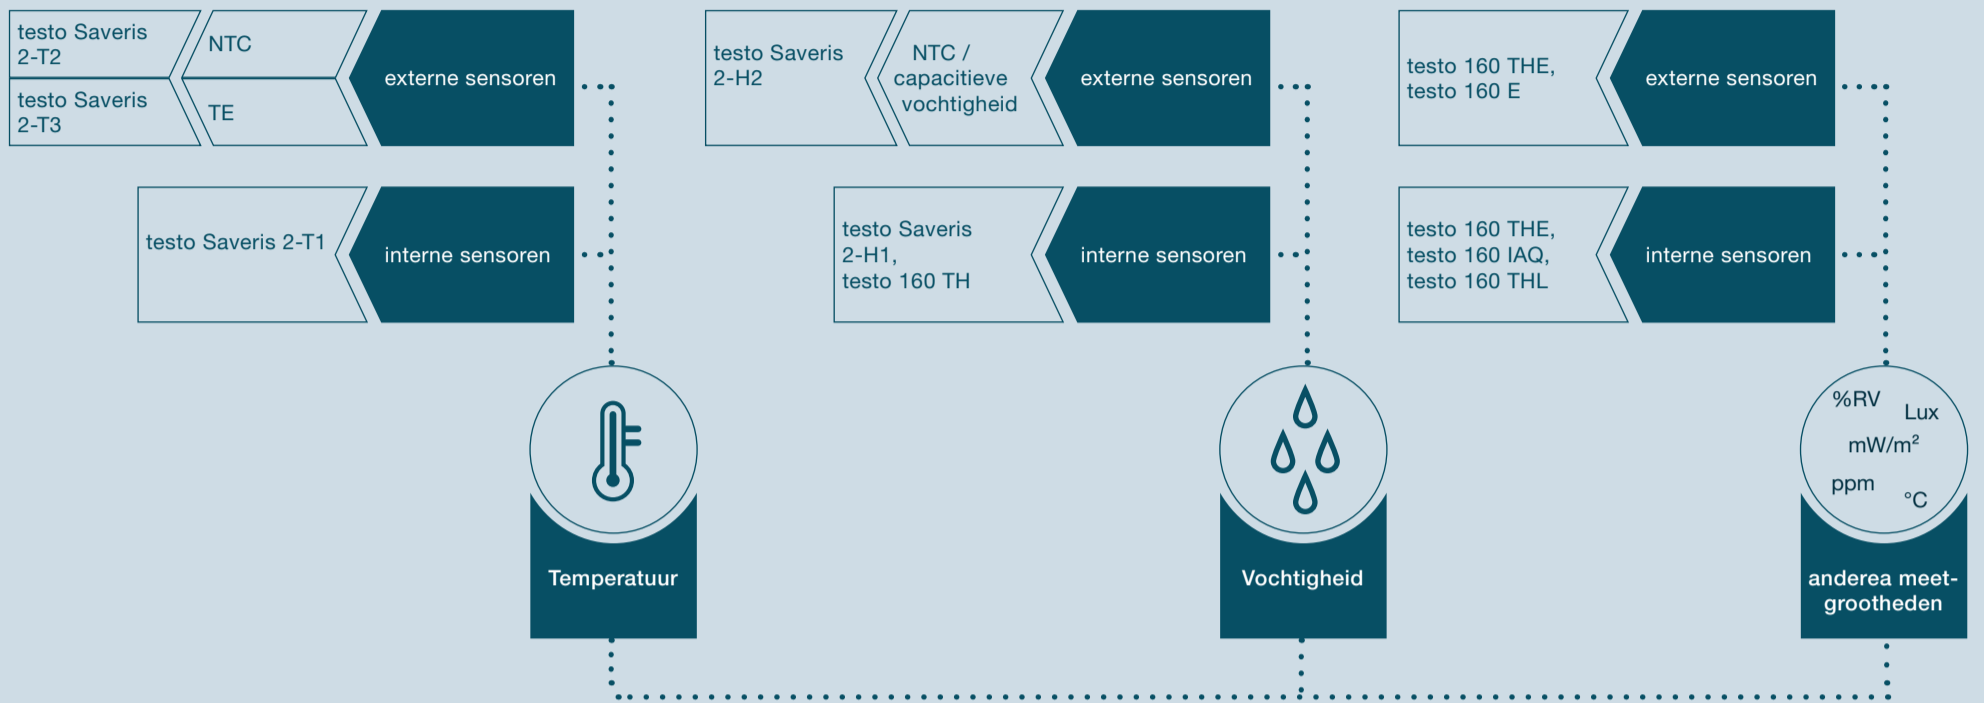 testo Saveris
2-T2
NTC
testo Saveris
2-T3
TE
externe sensoren
testo Saveris 2-T1
interne sensoren
Temperatuur
testo Saveris
2-H2
NTC /
capacitieve
vochtigheid
externe sensoren
testo Saveris
2-H1,
testo 160 TH
interne sensoren
Vochtigheid
testo 160 THE,
testo 160 E
externe sensoren
testo 160 THE,
testo 160 IAQ,
testo 160 THL
interne sensoren
%RV
Lux
mW/m²
ppm
°C
anderea meet-
grootheden